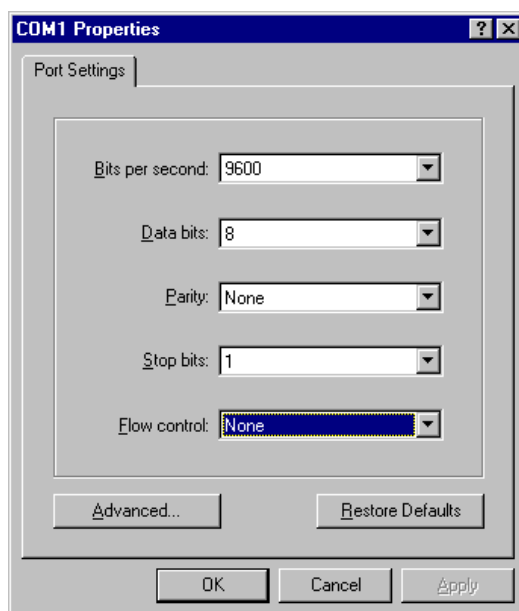 COM1 Properties
Port Settings
Bits per second: 9600
Data bits: 8
Parity: None
Stop bits: 1
Flow control: None
Advanced... Restore Defaults
OK Cancel Apply